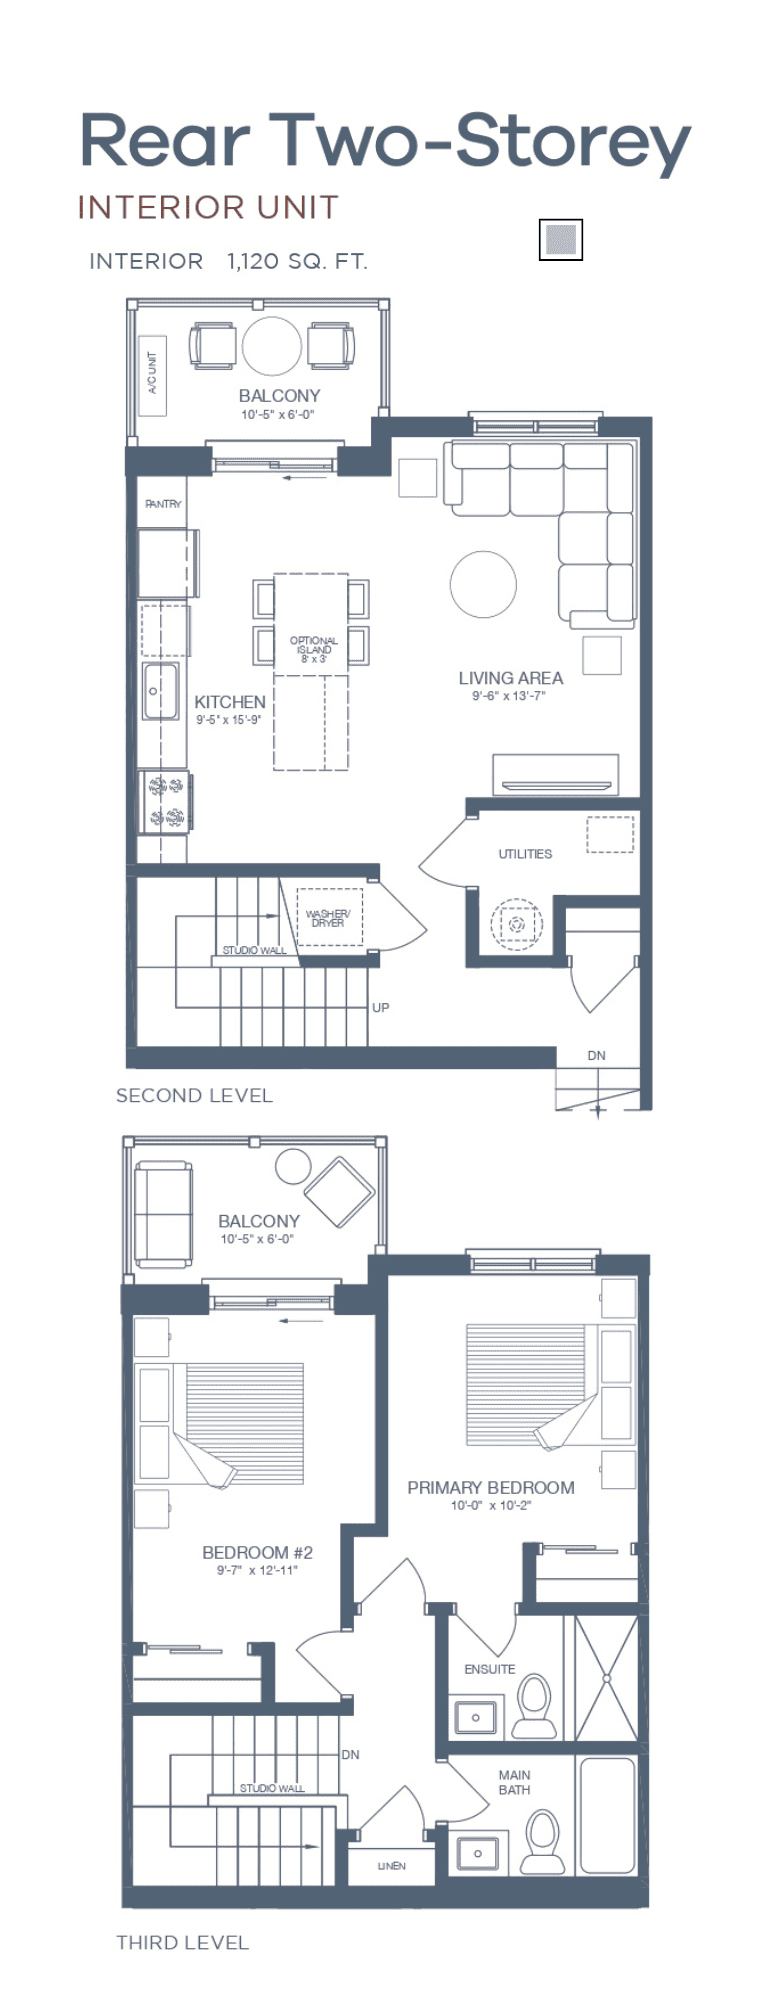 Rear Two-Storey
INTERIOR UNIT
INTERIOR 1,120 SQ. FT.
A/C UNIT
BALCONY
10'-5" x 6'-0"
PANTRY
OPTIONAL
ISLAND
8' x 3'
LIVING AREA
9'-6" x 13'-7"
KITCHEN
9'-5" x 15'-9"
UTILITIES
WASHER/
DRYER
STUDIO WALL
UP
DN
SECOND LEVEL
BALCONY
10'-5" x 6'-0"
PRIMARY BEDROOM
10'-0" x 10'-2"
BEDROOM #2
9'-7" x 12'-11"
ENSUITE
DN
MAIN
BATH
STUDIO WALL
LINEN
THIRD LEVEL